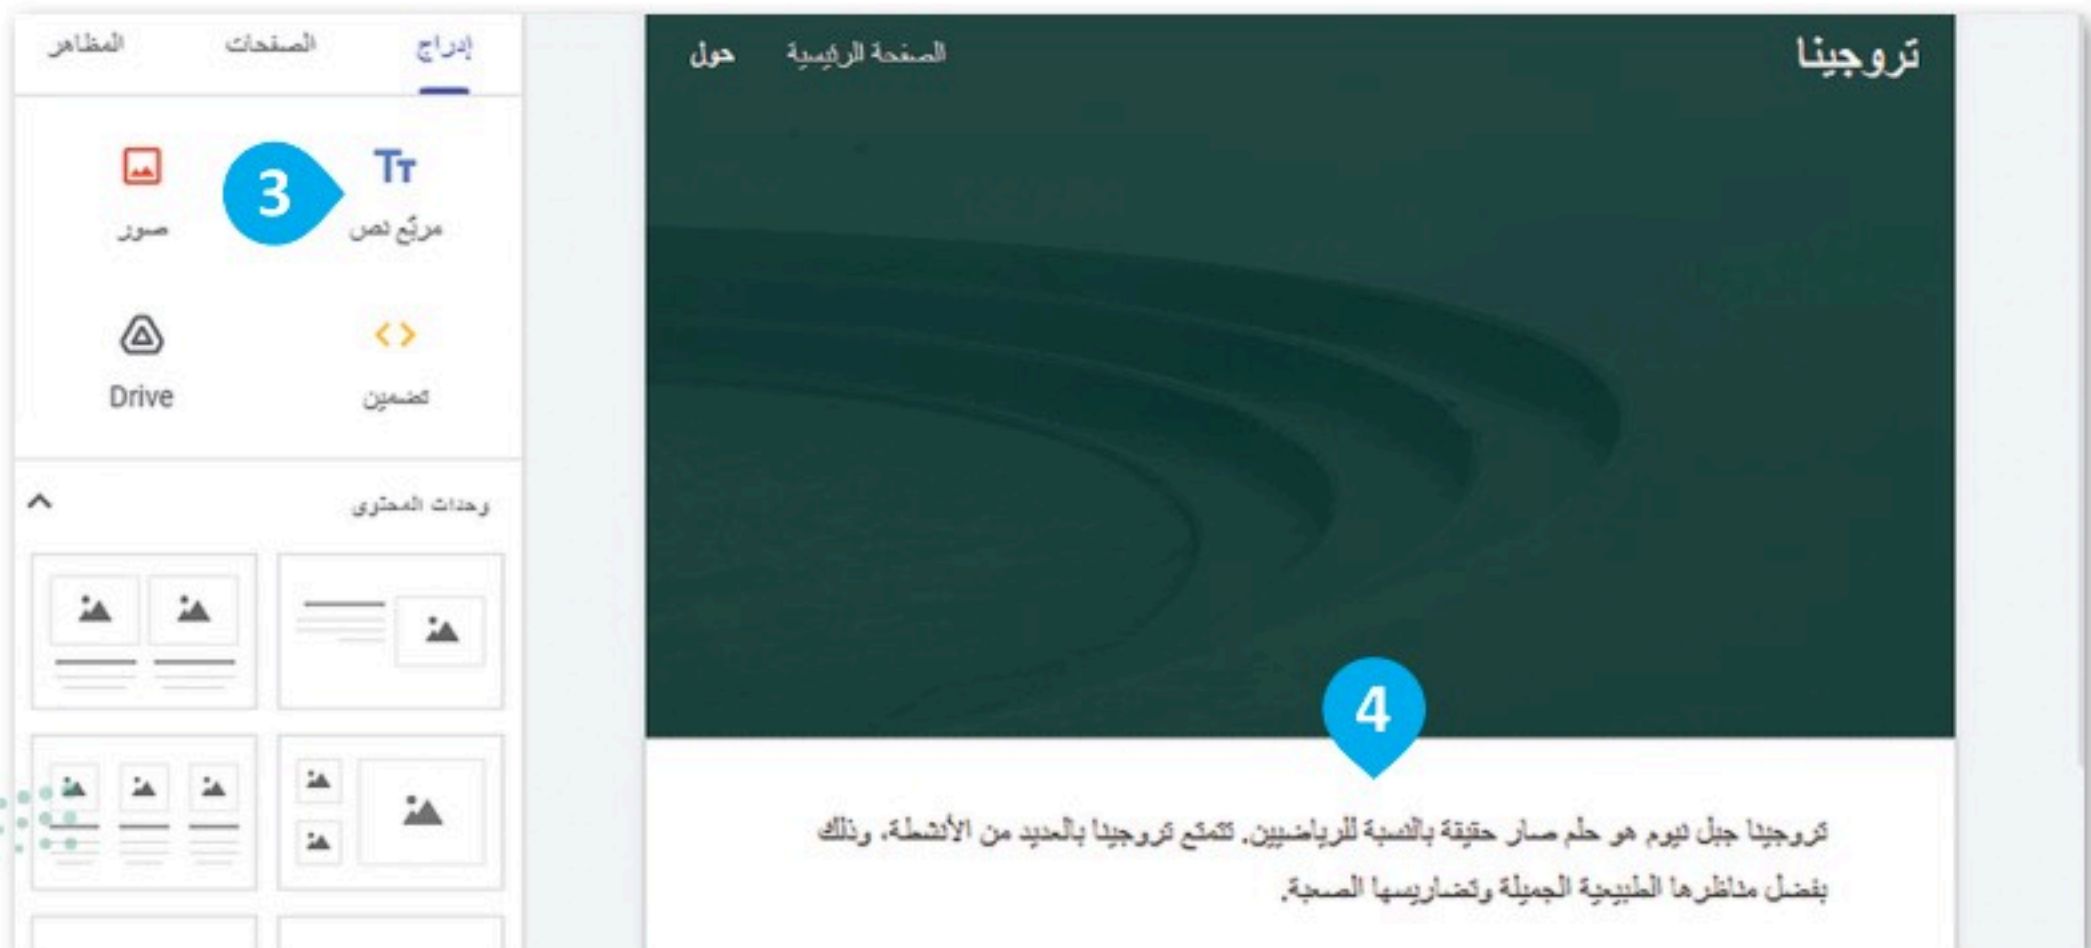 تروجينا
الصفحة الرئيسية
حول
إدراج
الصفحات
المظاهر
3
مربّع نص
صور
تضمين
Drive
وحدات المحتوى
4
تروجينا جبل نيوم هو حلم صار حقيقة بالنسبة للرياضيين. تتمتع تروجينا بالعديد من الأنشطة، وذلك
بفضل مناظرها الطبيعية الجميلة وتضاريسها الصعبة.